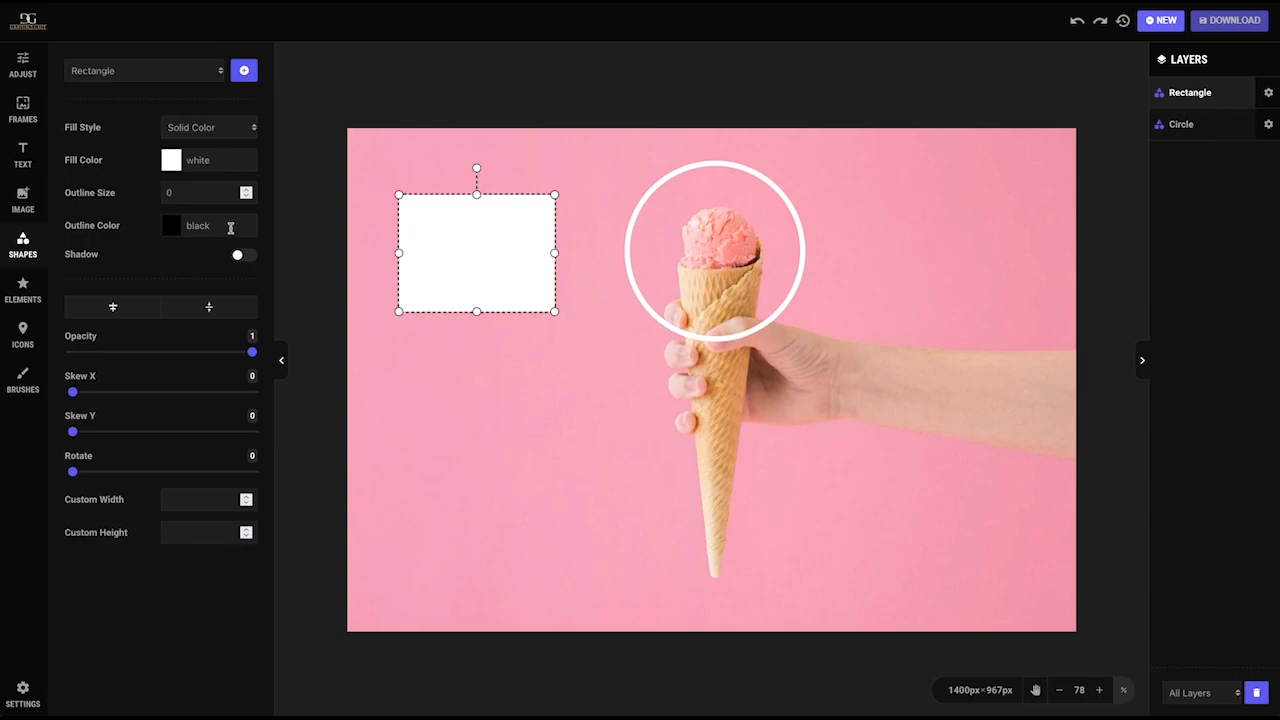 NEW
DOWNLOAD
ADJUST
FRAMES
TEXT
IMAGE
SHAPES
ELEMENTS
ICONS
BRUSHES
SETTINGS
Rectangle
Fill Style
Solid Color
Fill Color
white
Outline Size
0
Outline Color
black
Shadow
Opacity
1
Skew X
0
Skew Y
0
Rotate
0
Custom Width
Custom Height
1400px×967px
78
%
LAYERS
Rectangle
Circle
All Layers